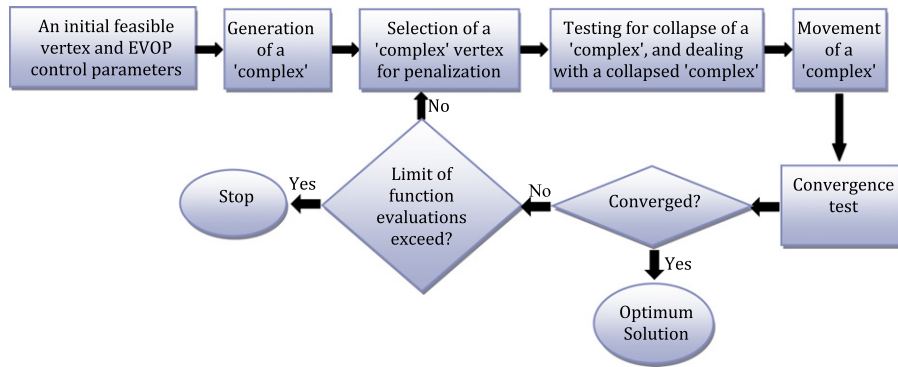 An initial feasible
vertex and EVOP
control parameters
Generation
of a
'complex'
Selection of a
'complex' vertex
for penalization
Testing for collapse of a
'complex', and dealing
with a collapsed 'complex'
Movement
of a
'complex'
No
Limit of
function
evaluations
exceed?
Yes
Stop
No
Converged?
Convergence
test
Yes
Optimum
Solution